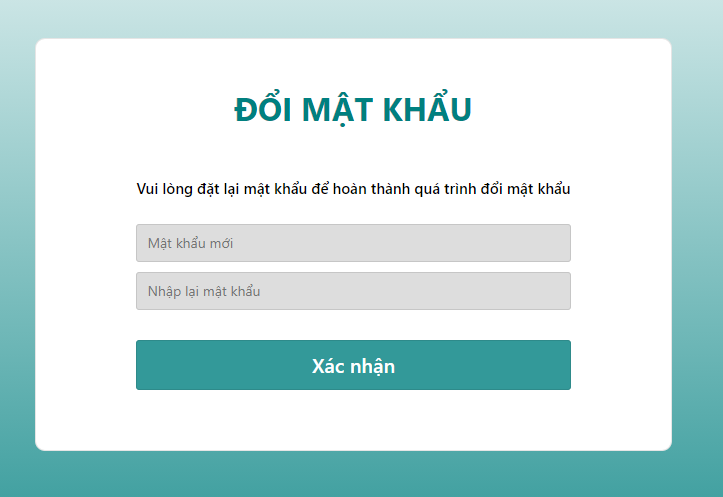 ĐỔI MẬT KHẨU
Vui lòng đặt lại mật khẩu để hoàn thành quá trình đổi mật khẩu
Mật khẩu mới
Nhập lại mật khẩu
Xác nhận